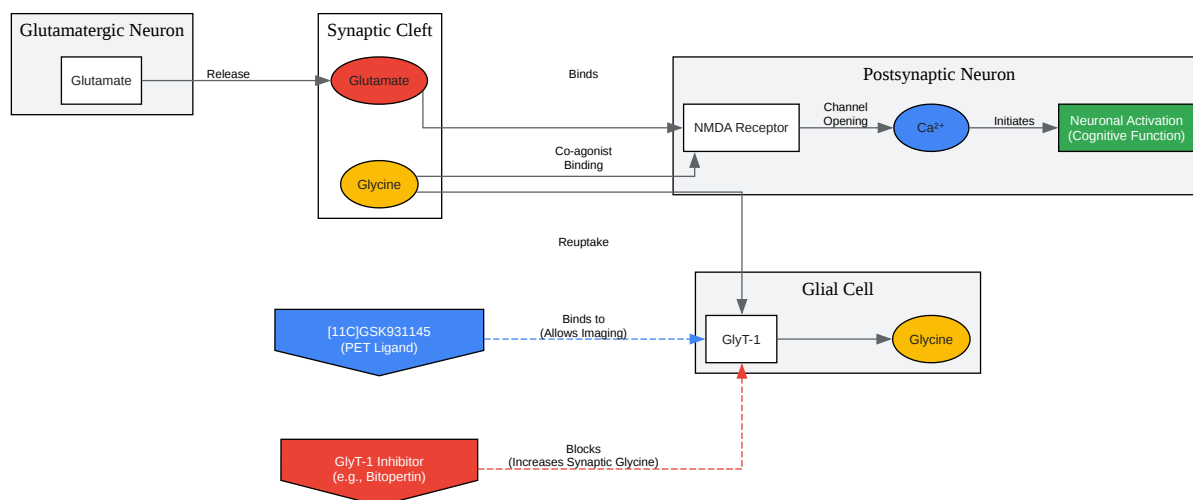 Glutamatergic Neuron
Glutamate
Release
Synaptic Cleft
Glutamate
Glycine
Binds
Co-agonist
Binding
Reuptake
Postsynaptic Neuron
NMDA Receptor
Channel
Opening
Ca²⁺
Initiates
Neuronal Activation
(Cognitive Function)
Glial Cell
GlyT-1
Glycine
[11C]GSK931145
(PET Ligand)
Binds to
(Allows Imaging)
GlyT-1 Inhibitor
(e.g., Bitopertin)
Blocks
(Increases Synaptic Glycine)